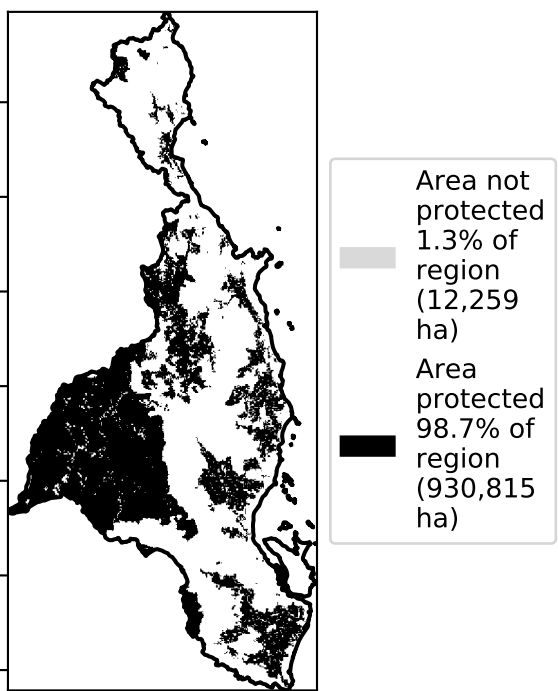 Area not
protected
1.3% of
region
(12,259
ha)
Area
protected
98.7% of
region
(930,815
ha)